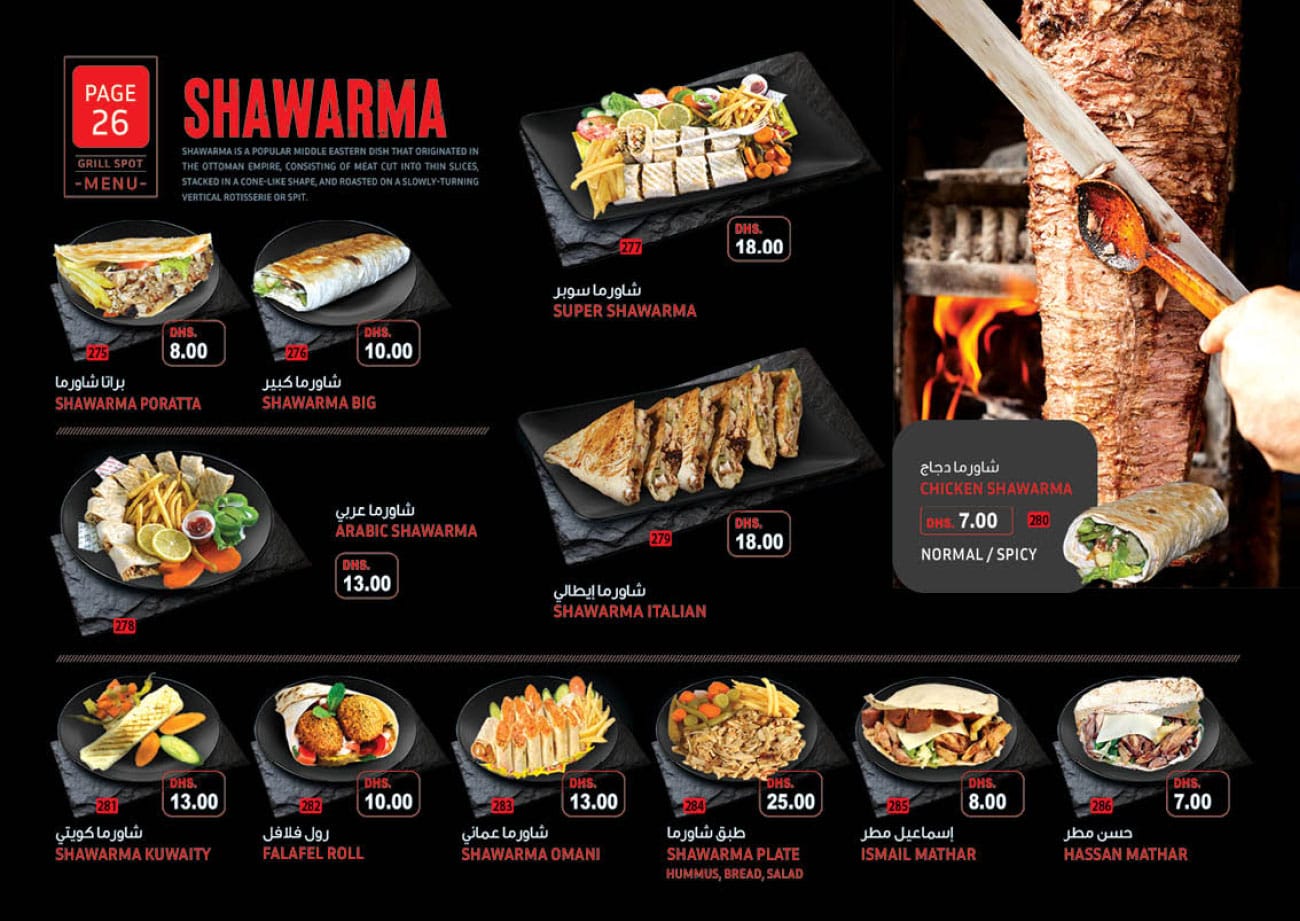 PAGE
26
GRILL SPOT
-MENU-
SHAWARMA
SHAWARMA IS A POPULAR MIDDLE EASTERN DISH THAT ORIGINATED IN
THE OTTOMAN EMPIRE, CONSISTING OF MEAT CUT INTO THIN SLICES,
STACKED IN A CONE-LIKE SHAPE, AND ROASTED ON A SLOWLY-TURNING
VERTICAL ROTISSERIE OR SPIT.
275
DHS.
8.00
براتا شاورما
SHAWARMA PORATTA
276
DHS.
10.00
شاورما كبير
SHAWARMA BIG
277
DHS.
18.00
شاورما سوبر
SUPER SHAWARMA
278
شاورما عربي
ARABIC SHAWARMA
DHS.
13.00
279
DHS.
18.00
شاورما إيطالي
SHAWARMA ITALIAN
شاورما دجاج
CHICKEN SHAWARMA
DHS. 7.00 280
NORMAL / SPICY
281
DHS.
13.00
شاورما كويتي
SHAWARMA KUWAITY
282
DHS.
10.00
رول فلافل
FALAFEL ROLL
283
DHS.
13.00
شاورما عماني
SHAWARMA OMANI
284
DHS.
25.00
طبق شاورما
SHAWARMA PLATE
HUMMUS, BREAD, SALAD
285
DHS.
8.00
إسماعيل مطر
ISMAIL MATHAR
286
DHS.
7.00
حسن مطر
HASSAN MATHAR